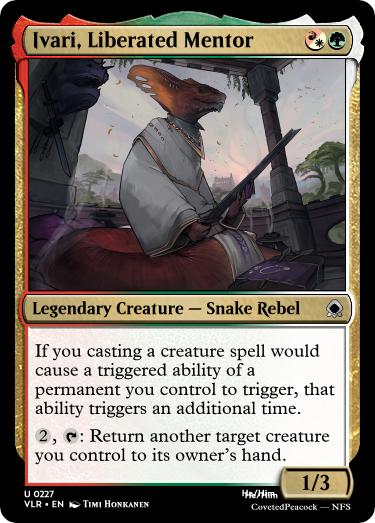 Ivari, Liberated Mentor
Legendary Creature — Snake Rebel
If you casting a creature spell would
cause a triggered ability of a
permanent you control to trigger, that
ability triggers an additional time.
2, : Return another target creature
you control to its owner's hand.
1/3
U 0227
VLR • EN Timi Honkanen
He/Him
CovetedPeacock — NFS